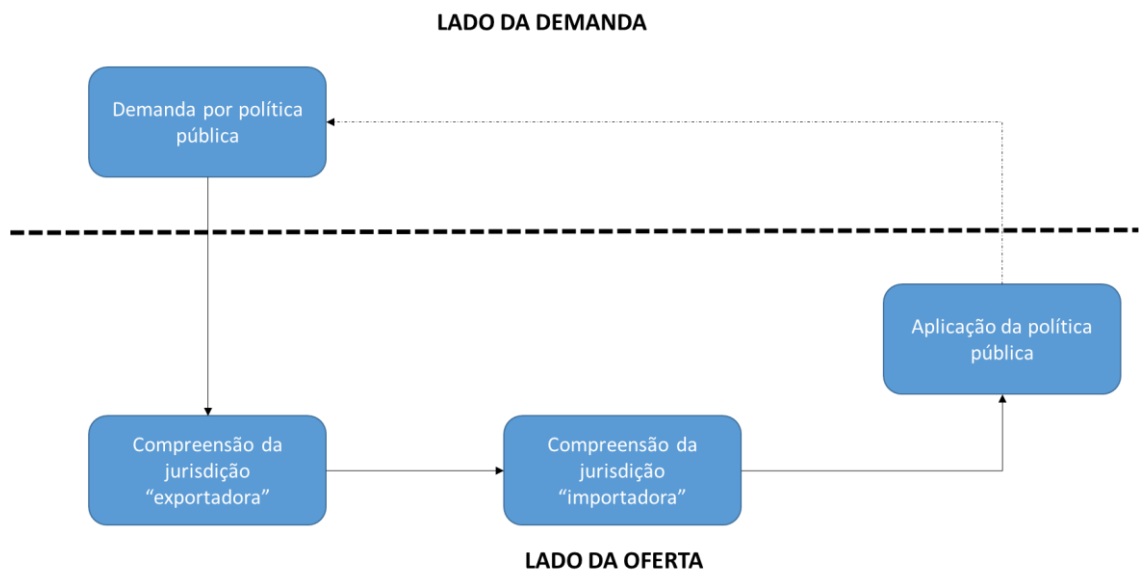 LADO DA DEMANDA
Demanda por política
pública
Aplicação da política
pública
Compreensão da
jurisdição
“exportadora”
Compreensão da
jurisdição
“importadora”
LADO DA OFERTA